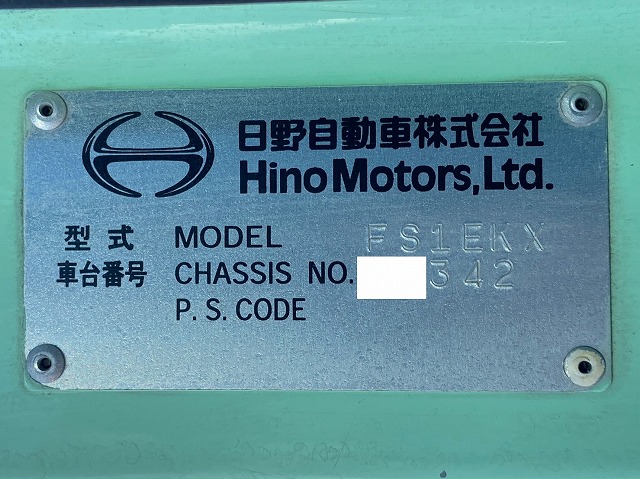 日野自動車株式会社
Hino Motors, Ltd.
型式 MODEL FS1EKX
車台番号 CHASSIS NO. 342
P.S.CODE